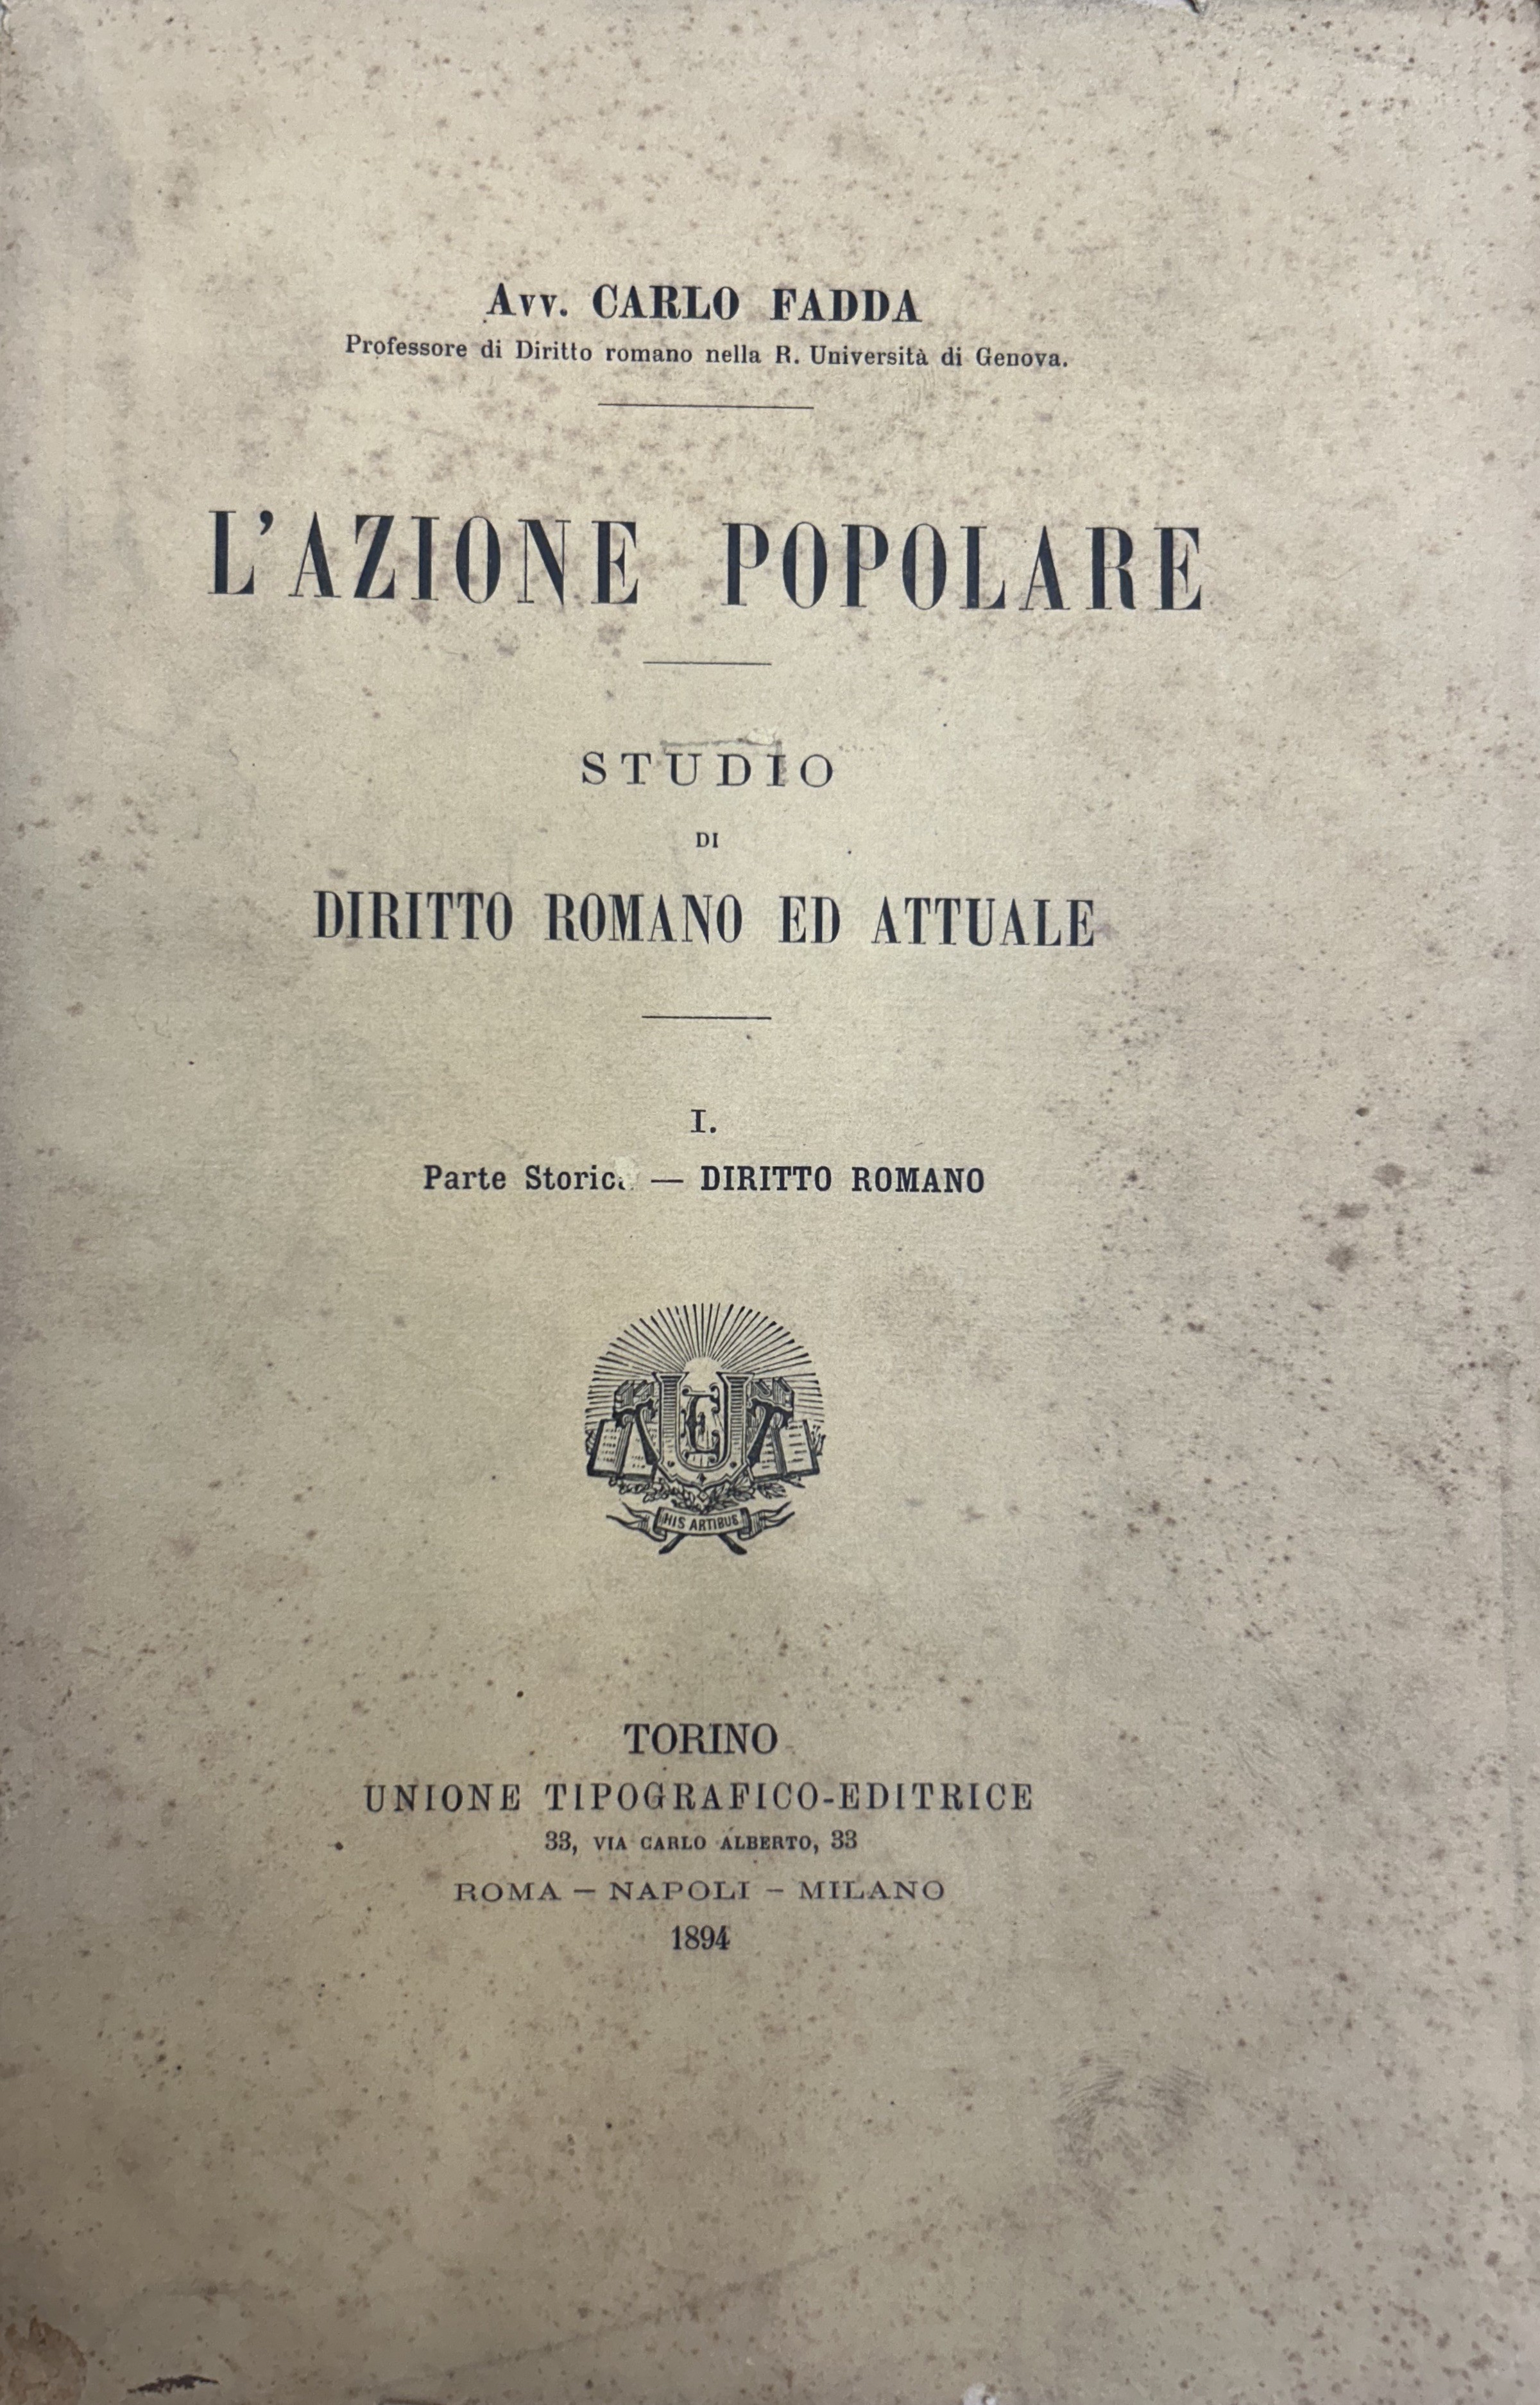 Avv. CARLO FADDA
Professore di Diritto romano nella R. Università di Genova.
L'AZIONE POPOLARE
STUDIO
DI
DIRITTO ROMANO ED ATTUALE
I.
Parte Storica — DIRITTO ROMANO
HIS ARTIBUS
TORINO
UNIONE TIPOGRAFICO-EDITRICE
33, VIA CARLO ALBERTO, 33
ROMA — NAPOLI — MILANO
1894